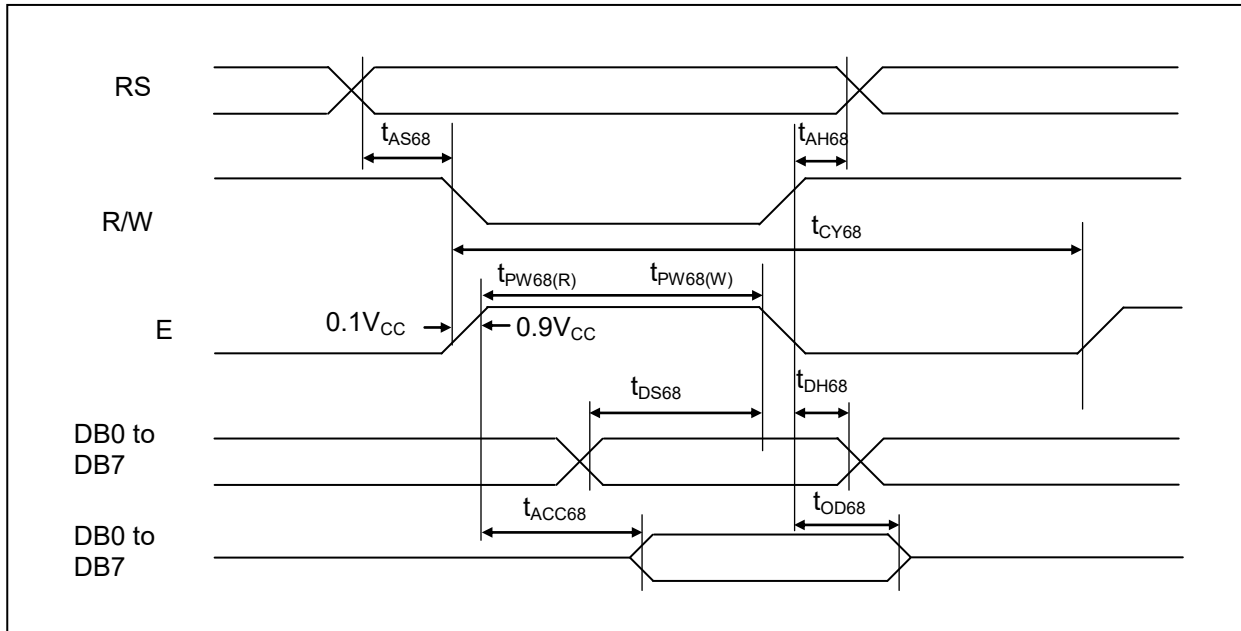 RS
tAS68
tAH68
R/W
tCY68
tPW68(R)
tPW68(W)
E
0.1VCC
0.9VCC
tDS68
tDH68
DB0 to
DB7
tACC68
tOD68
DB0 to
DB7